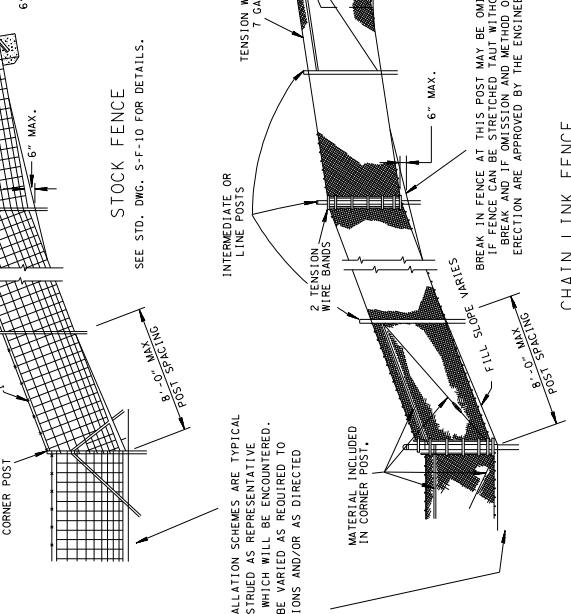 6"
CORNER POST
6" MAX.
8'-0" MAX
POST SPACING
STOCK FENCE
SEE STD. DWG. S-F-10 FOR DETAILS.
ALLATION SCHEMES ARE TYPICAL
STRUED AS REPRESENTATIVE
WHICH WILL BE ENCOUNTERED.
BE VARIED AS REQUIRED TO
IONS AND/OR AS DIRECTED
TENSION W
7 GA
INTERMEDIATE OR
LINE POSTS
2 TENSION
WIRE BANDS
MATERIAL INCLUDED
IN CORNER POST.
6" MAX.
FILL SLOPE VARIES
8'-0" MAX
POST SPACING
BREAK IN FENCE AT THIS POST MAY BE OMI
IF FENCE CAN BE STRETCHED TAUT WITHO
BREAK AND IF OMISSION AND METHOD O
ERECTION ARE APPROVED BY THE ENGINEE
CHAIN LINK FENCE